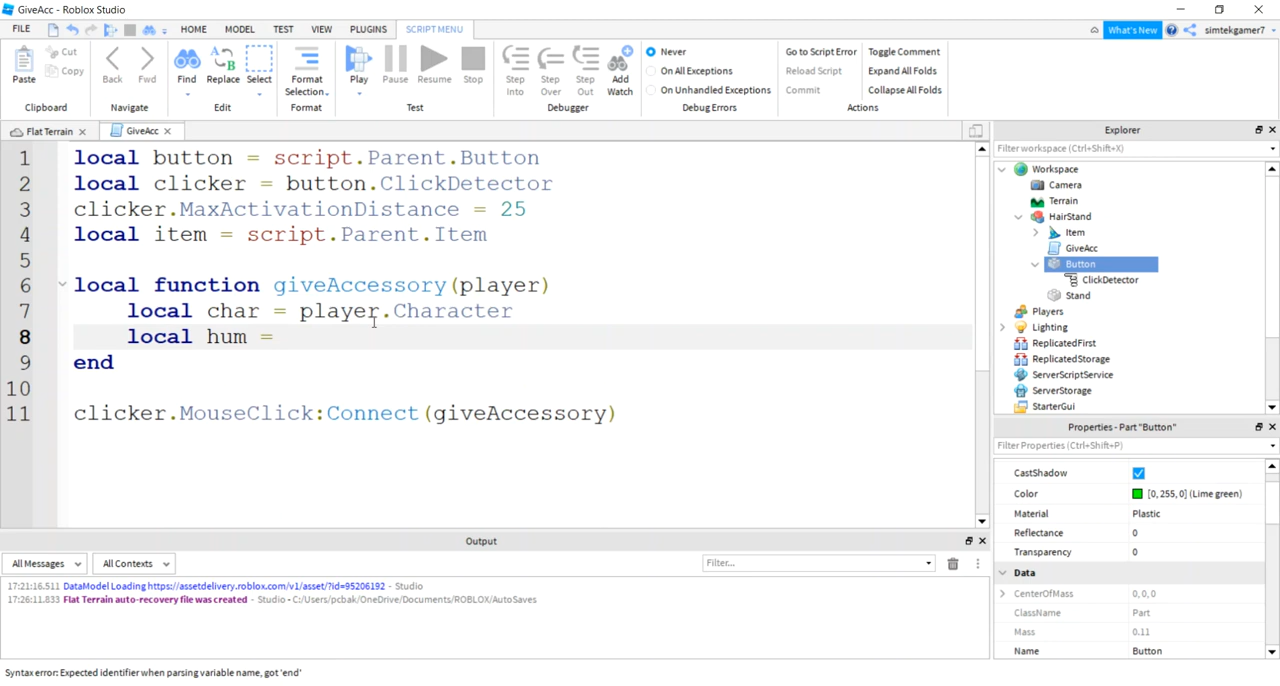 GiveAcc - Roblox Studio
FILE HOME MODEL TEST VIEW PLUGINS SCRIPT MENU What's New simtekgamer7
Paste
Cut
Copy
Clipboard
Back Fwd
Navigate
Find Replace Select
Edit
Format
Selection
Format
Play Pause Resume Stop
Test
Step
Into
Step
Over
Step
Out
Add
Watch
Debugger
Never
On All Exceptions
On Unhandled Exceptions
Debug Errors
Go to Script Error Toggle Comment
Reload Script Expand All Folds
Commit Collapse All Folds
Actions
Flat Terrain GiveAcc
1 local button = script.Parent.Button
2 local clicker = button.ClickDetector
3 clicker.MaxActivationDistance = 25
4 local item = script.Parent.Item
5
6 local function giveAccessory(player)
7 local char = player.Character
8 local hum =
9 end
10
11 clicker.MouseClick:Connect(giveAccessory)
Explorer
Filter workspace (Ctrl+Shift+X)
Workspace
Camera
Terrain
HairStand
Item
GiveAcc
Button
ClickDetector
Stand
Players
Lighting
ReplicatedFirst
ReplicatedStorage
ServerScriptService
ServerStorage
StarterGui
Properties - Part "Button"
Filter Properties (Ctrl+Shift+P)
CastShadow
Color [0, 255, 0] (Lime green)
Material Plastic
Reflectance 0
Transparency 0
Data
CenterOfMass 0, 0, 0
ClassName Part
Mass 0.11
Name Button
Output
All Messages All Contexts Filter...
17:21:16.511 DataModel Loading https://assetdelivery.roblox.com/v1/asset/?id=95206192 - Studio
17:26:11.833 Flat Terrain auto-recovery file was created - Studio - C:/Users/pcbak/OneDrive/Documents/ROBLOX/AutoSaves
Syntax error: Expected identifier when parsing variable name, got 'end'